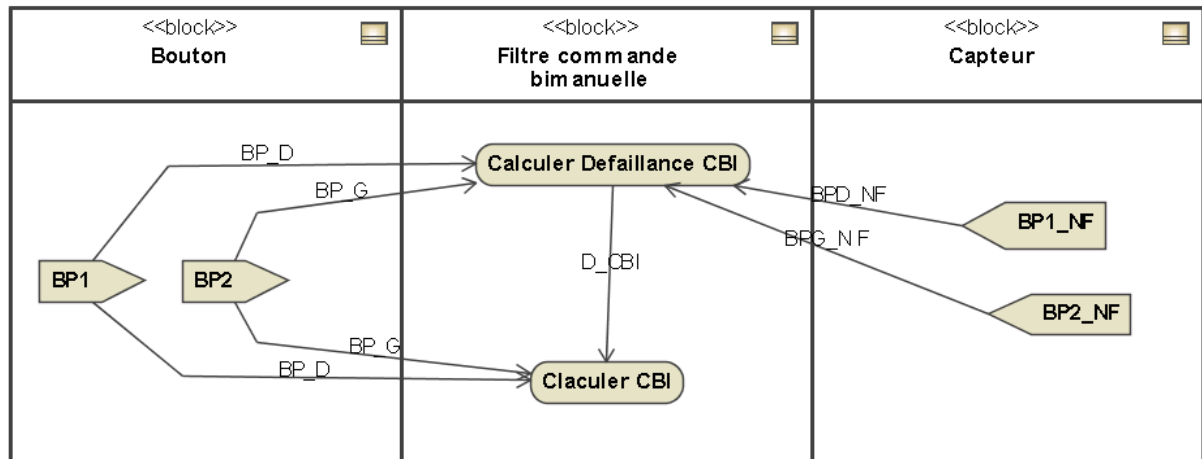 <<block>>
Bouton
<<block>>
Filtre commande
bimanuelle
<<block>>
Capteur
BP_D
Calculer Defaillance CBI
BP_G
BPD_NF
BP1_NF
BPG_NF
D_CBI
BP1
BP2
BP2_NF
BP_G
BP_D
Claculer CBI